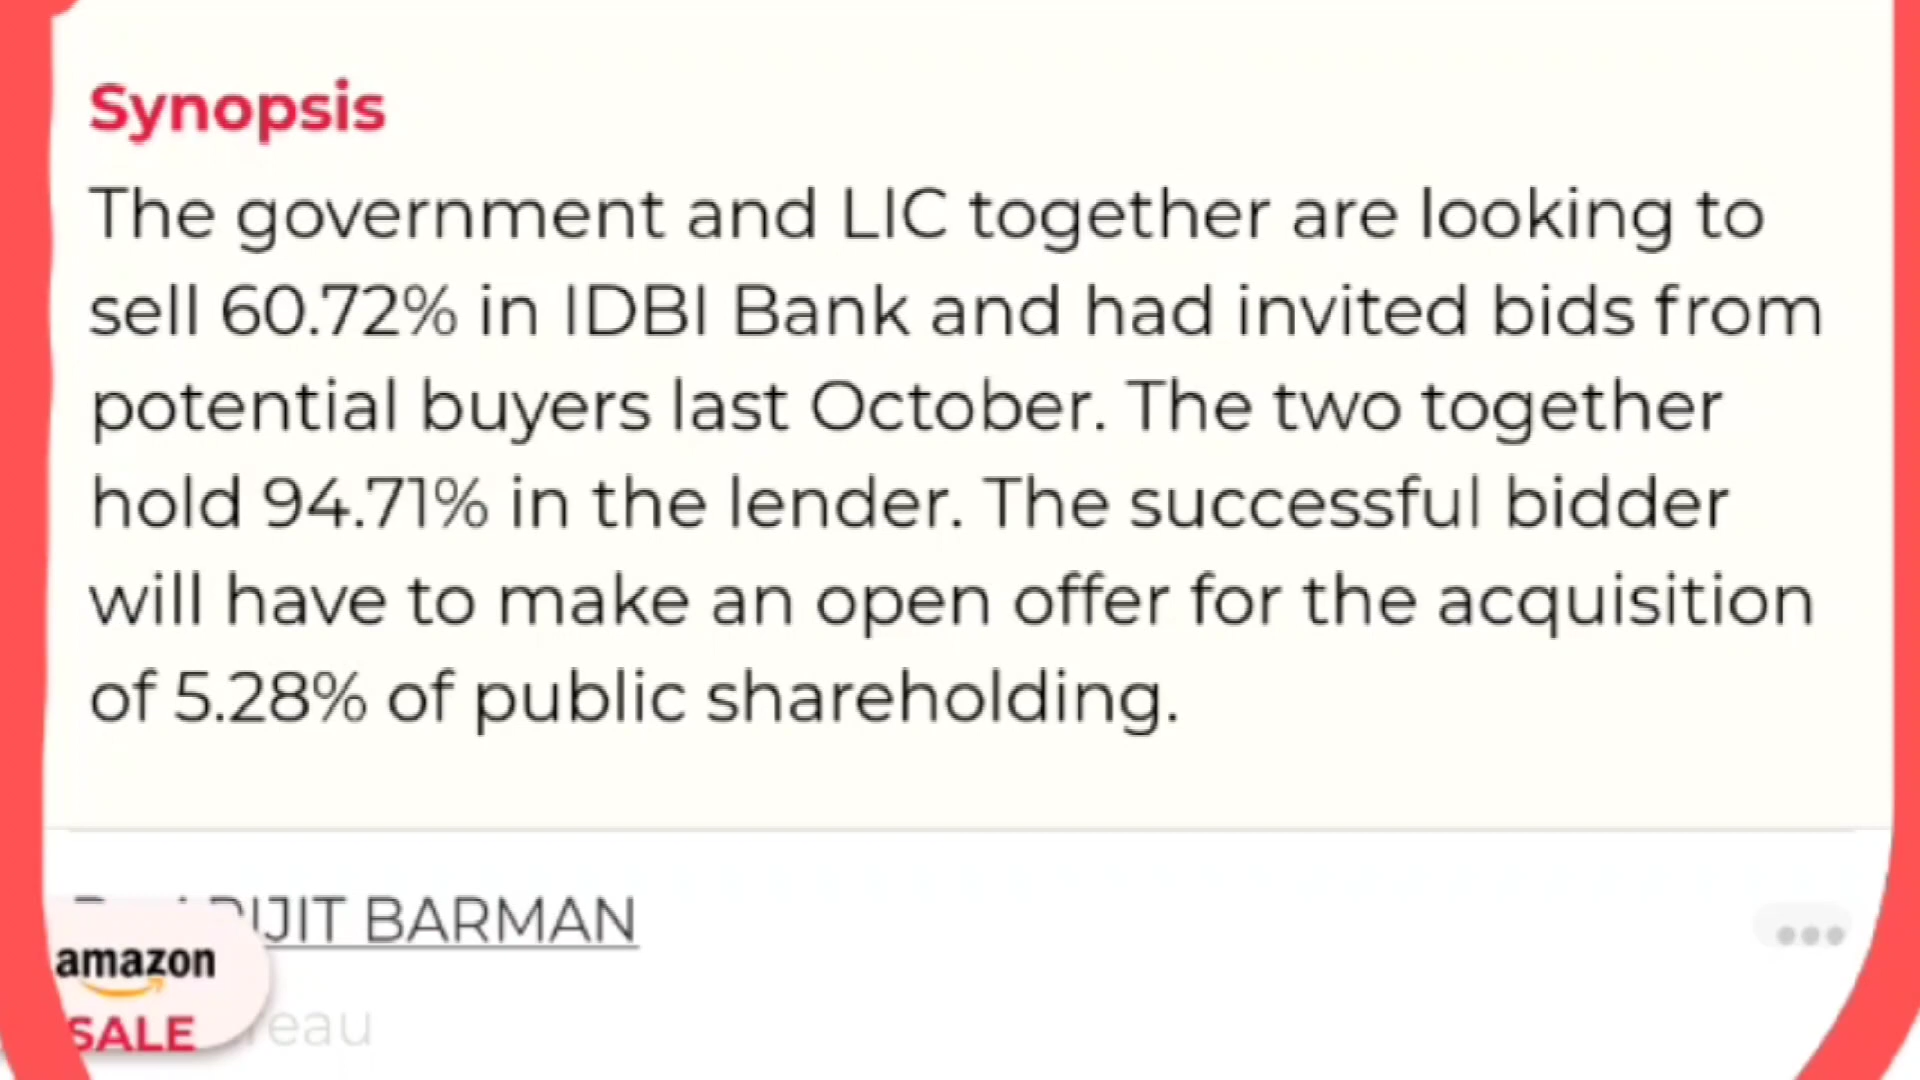 Synopsis
The government and LIC together are looking to
sell 60.72% in IDBI Bank and had invited bids from
potential buyers last October. The two together
hold 94.71% in the lender. The successful bidder
will have to make an open offer for the acquisition
of 5.28% of public shareholding.
BARMAN
amazon
SALE